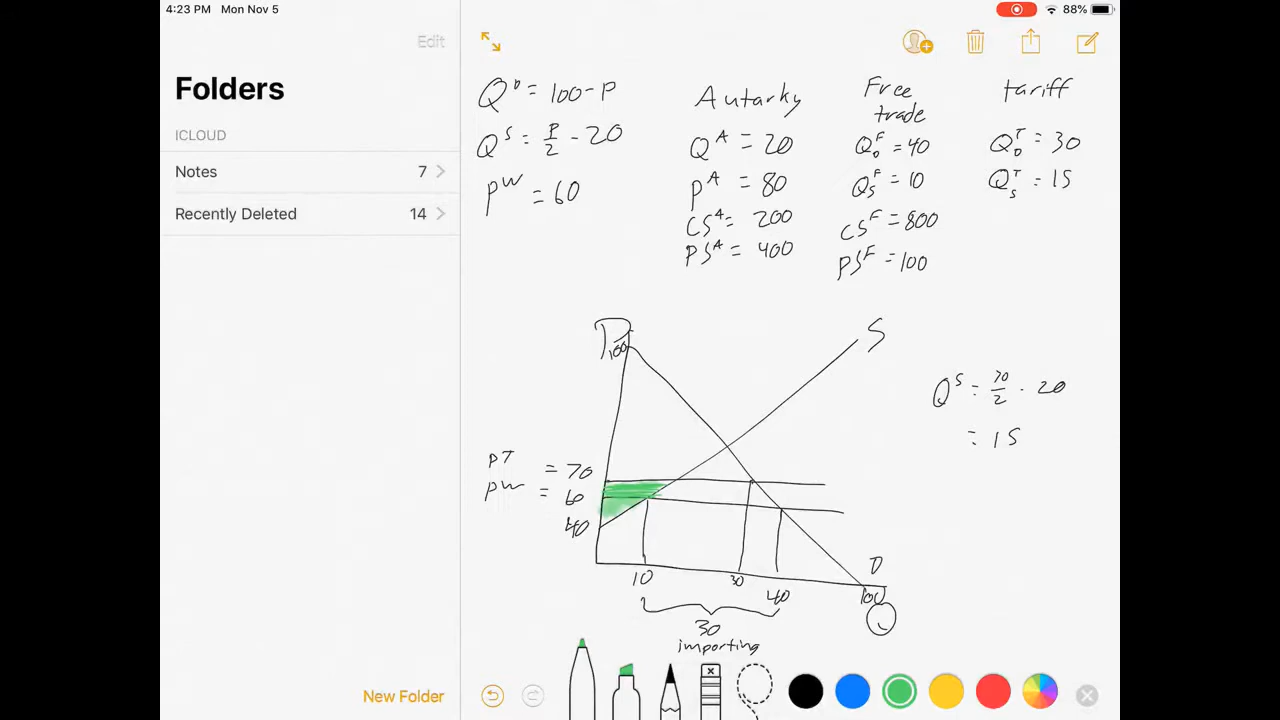 4:23 PM Mon Nov 5
88%
Edit
Folders
ICLOUD
Notes 7
Recently Deleted 14
New Folder
Q^D = 100-P
Q^S = P/2 - 20
P^W = 60
Autarky
Q^A = 20
P^A = 80
CS^A = 200
PS^A = 400
Free
trade
Q_D^F = 40
Q_S^F = 10
CS^F = 800
PS^F = 100
tariff
Q_D^T = 30
Q_S^T = 15
P
100
S
Q^S = 70/2 - 20
= 15
PT = 70
PW = 60
40
D
10
30
40
100
30
importing